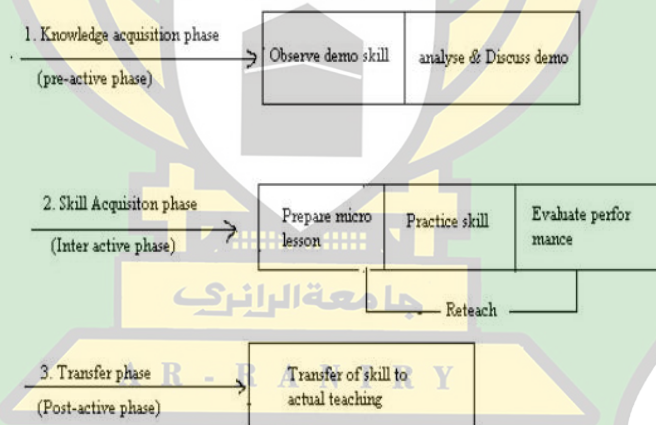 1. Knowledge acquisition phase
(pre-active phase)
Observe demo skill
analyse & Discuss demo
2. Skill Acquisiton phase
(Inter active phase)
Prepare micro
lesson
Practice skill
Evaluate perfor
mance
جامعة الرانري
Reteach
3. Transfer phase
(Post-active phase)
Transfer of skill to
actual teaching
A R - R A N I R Y